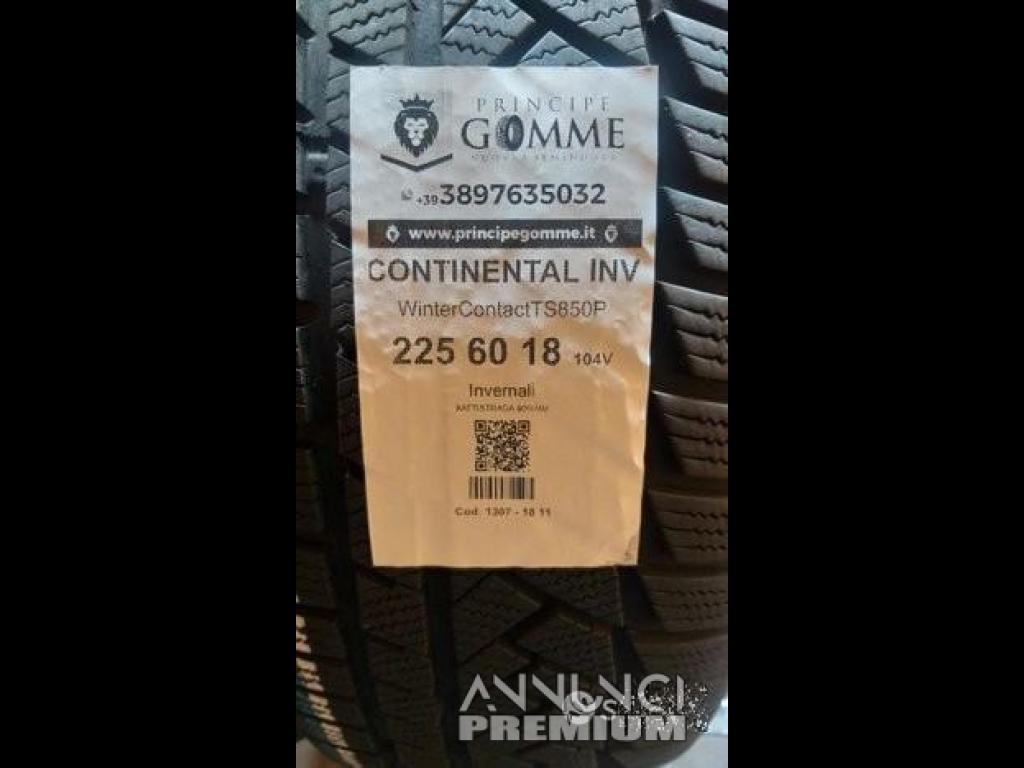 PRINCIPE
GOMME
+39 3897635032
www.principegomme.it
CONTINENTAL INV
WinterContactTS850P
225 60 18 104V
Invernali
BATTISTRADA
Cod. 1307 - 18 11
ANNUNCI
PREMIUM